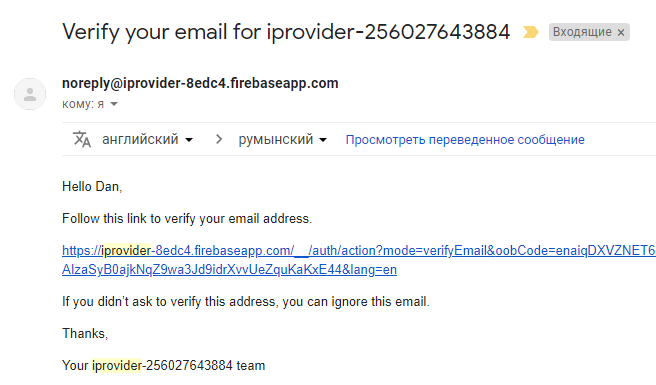 Verify your email for iprovider-256027643884 Входящие ×
noreply@iprovider-8edc4.firebaseapp.com
кому: я
английский > румынский Просмотреть переведенное сообщение
Hello Dan,
Follow this link to verify your email address.
https://iprovider-8edc4.firebaseapp.com/__/auth/action?mode=verifyEmail&oobCode=enaiqDXVZNET6
AIzaSyB0ajkNqZ9wa3Jd9idrXvvUeZquKaKxE44&lang=en
If you didn’t ask to verify this address, you can ignore this email.
Thanks,
Your iprovider-256027643884 team